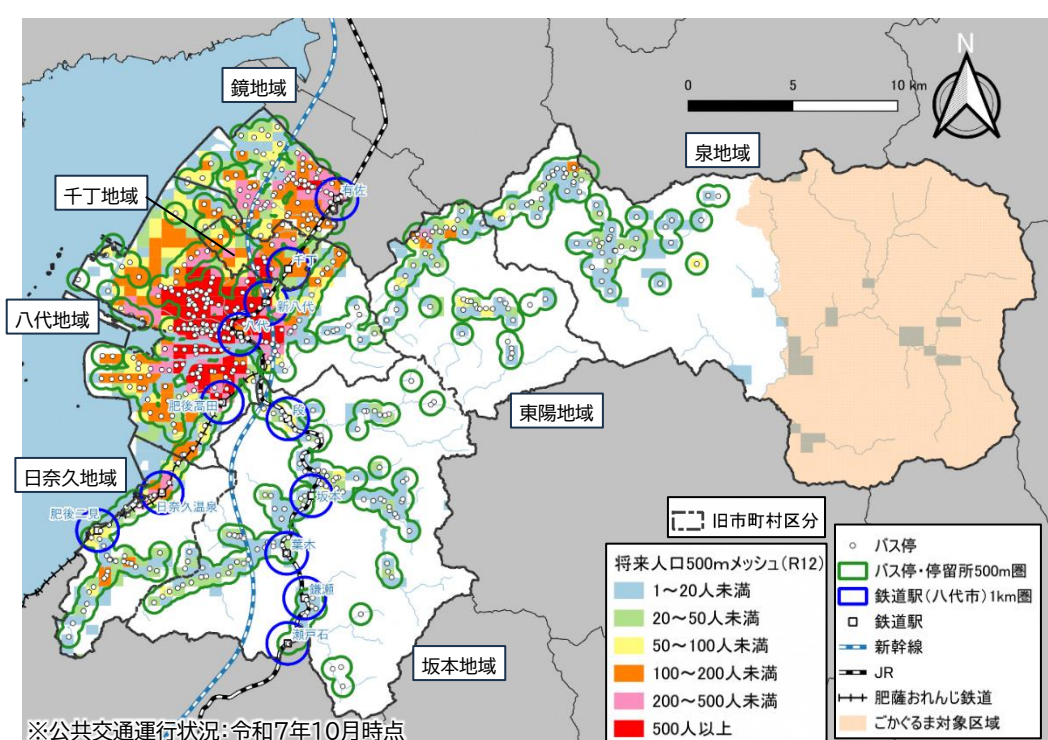 鏡地域
千丁地域
八代地域
日奈久地域
泉地域
東陽地域
坂本地域
有佐
千丁
新八代
八代
肥後高田
段
坂本
日奈久温泉
肥後二見
葉木
鎌瀬
瀬戸石
0 5 10 km
N
旧市町村区分
将来人口500mメッシュ(R12)
1～20人未満
20～50人未満
50～100人未満
100～200人未満
200～500人未満
500人以上
バス停
バス停・停留所500m圏
鉄道駅(八代市)1km圏
鉄道駅
新幹線
JR
肥薩おれんじ鉄道
ごかぐるま対象区域
※公共交通運行状況:令和7年10月時点